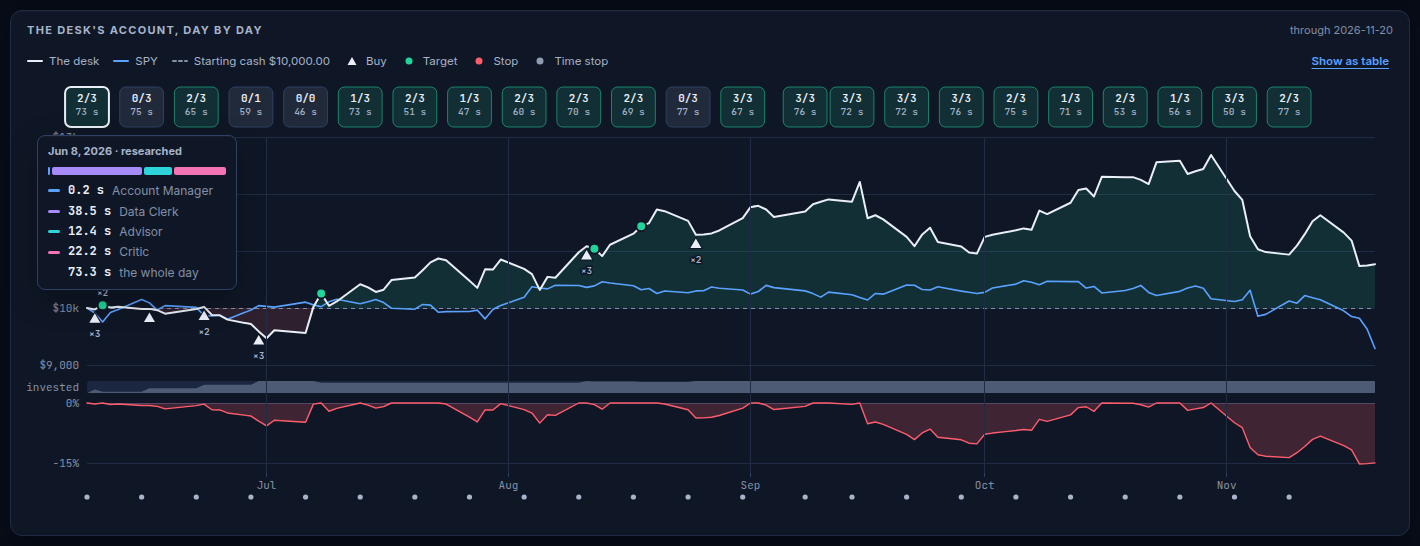 THE DESK'S ACCOUNT, DAY BY DAY
through 2026-11-20
The desk SPY Starting cash $10,000.00 Buy Target Stop Time stop
Show as table
2/3 0/3 2/3 0/1 0/0 1/3 2/3 1/3 2/3 2/3 2/3 0/3 3/3 3/3 3/3 3/3 3/3 2/3 1/3 2/3 1/3 3/3 2/3
73 s 75 s 65 s 59 s 46 s 73 s 51 s 67 s 60 s 70 s 69 s 77 s 67 s 76 s 72 s 72 s 76 s 75 s 71 s 53 s 56 s 50 s 77 s
Jun 8, 2026 · researched
0.2 s Account Manager
38.5 s Data Clerk
12.4 s Advisor
22.2 s Critic
73.3 s the whole day
×3
×2
×2
×3
×3
×2
$10k
$9,000
invested
0%
-15%
Jul Aug Sep Oct Nov